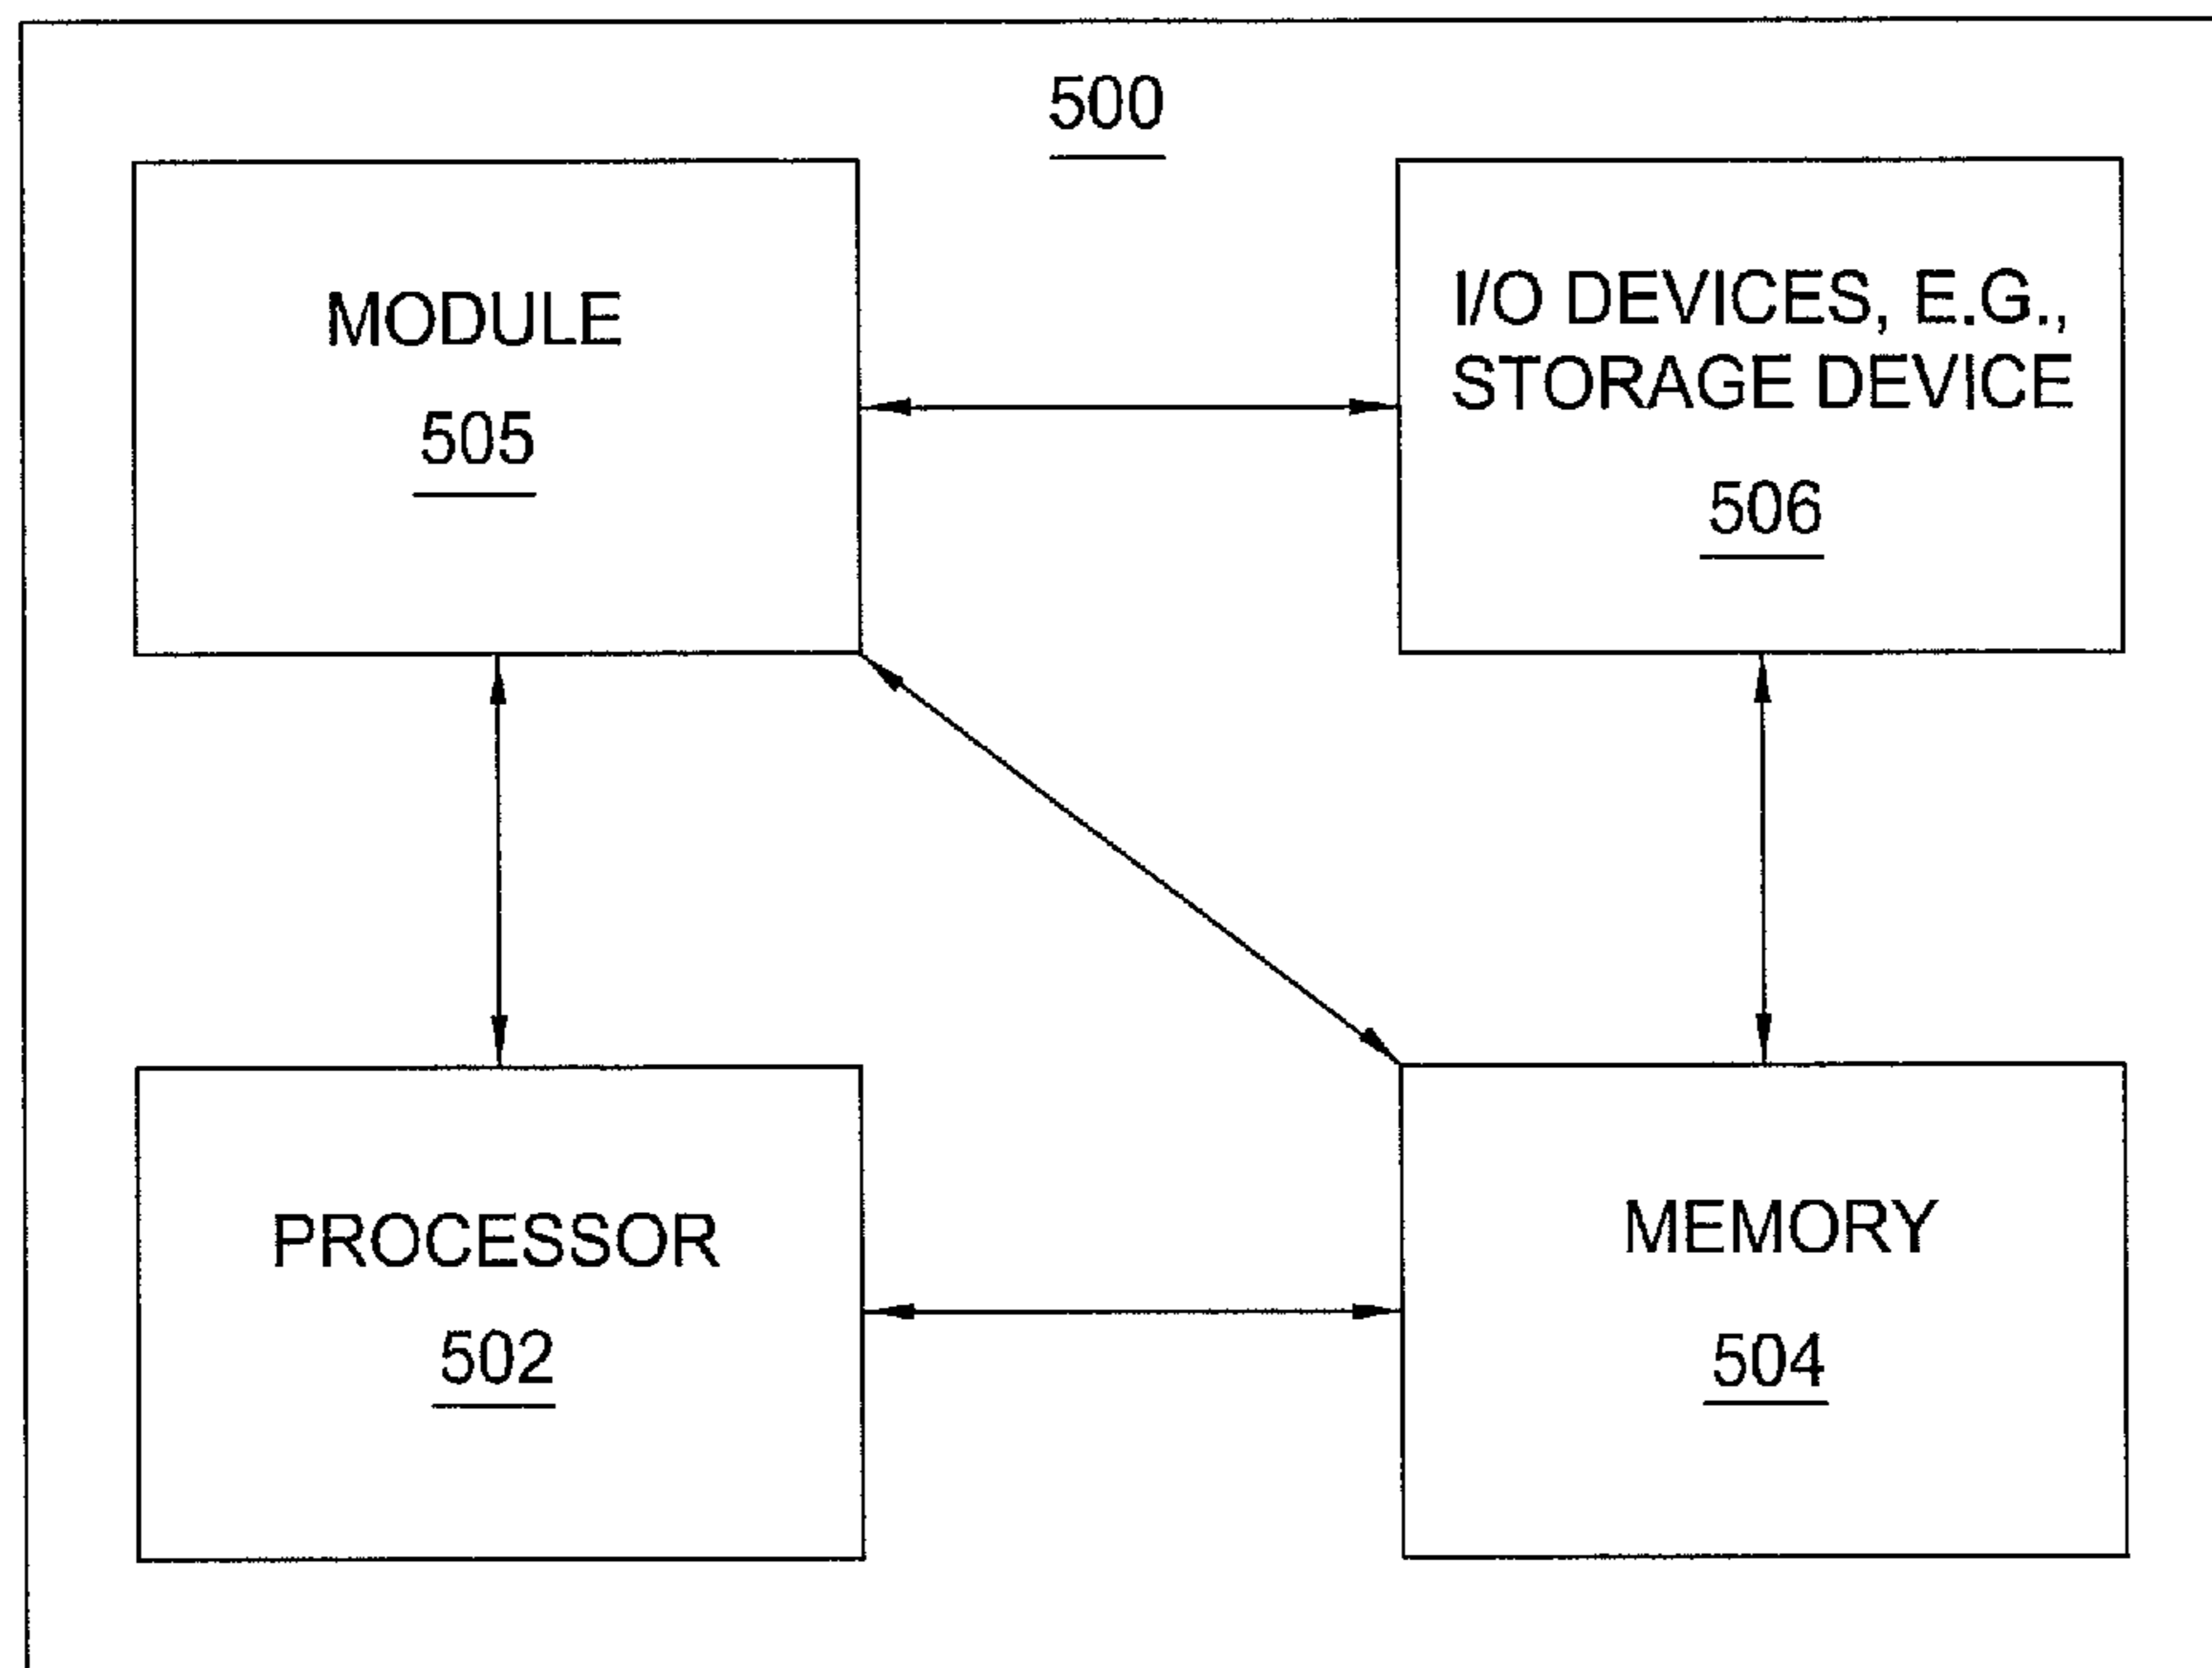 500
MODULE
505
I/O DEVICES, E.G.,
STORAGE DEVICE
506
PROCESSOR
502
MEMORY
504